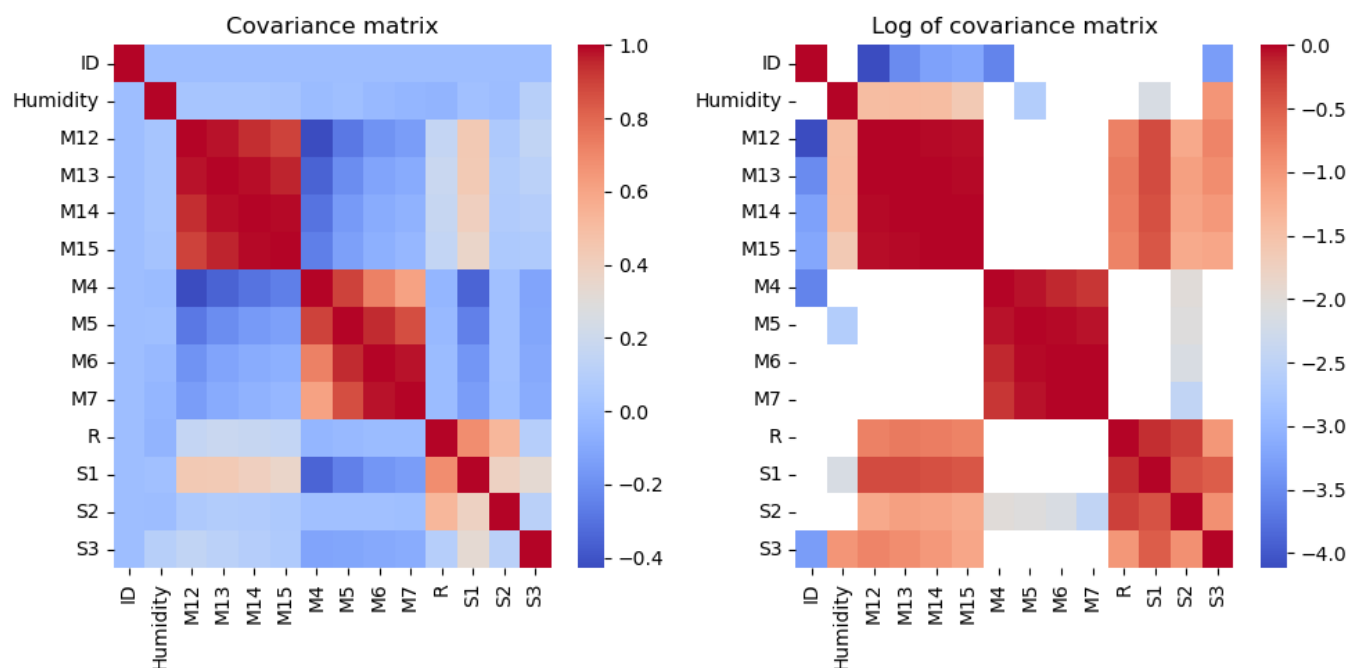 Covariance matrix
ID
Humidity
M12
M13
M14
M15
M4
M5
M6
M7
R
S1
S2
S3
ID
Humidity
M12
M13
M14
M15
M4
M5
M6
M7
R
S1
S2
S3
1.0
0.8
0.6
0.4
0.2
0.0
−0.2
−0.4
Log of covariance matrix
ID
Humidity
M12
M13
M14
M15
M4
M5
M6
M7
R
S1
S2
S3
ID
Humidity
M12
M13
M14
M15
M4
M5
M6
M7
R
S1
S2
S3
0.0
−0.5
−1.0
−1.5
−2.0
−2.5
−3.0
−3.5
−4.0